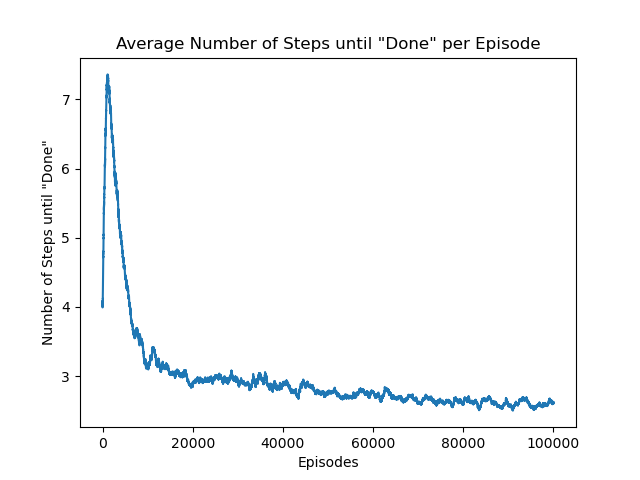 Average Number of Steps until "Done" per Episode
7
6
5
4
3
Number of Steps until "Done"
0 20000 40000 60000 80000 100000
Episodes